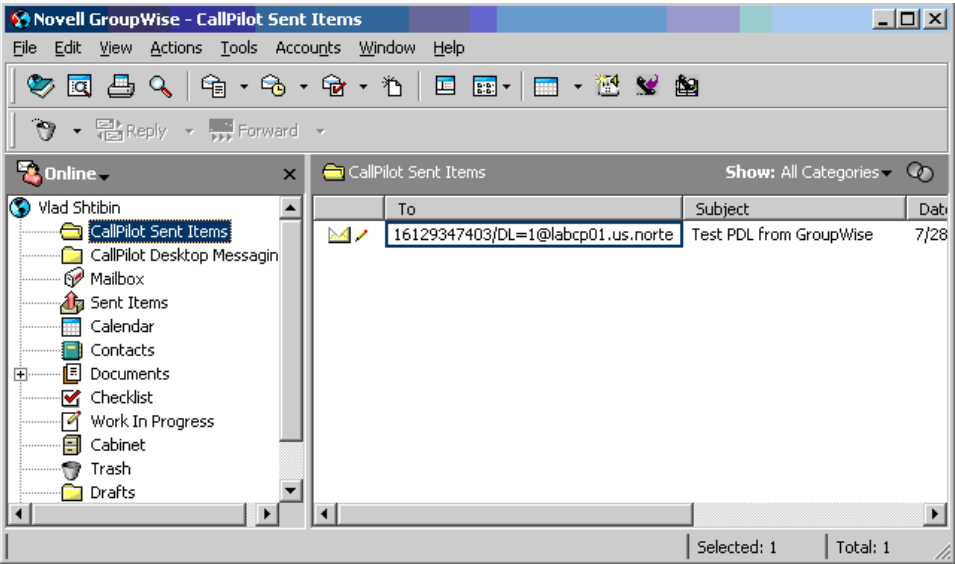 Novell GroupWise - CallPilot Sent Items
File Edit View Actions Tools Accounts Window Help
Reply Forward
Online
CallPilot Sent Items Show: All Categories
Vlad Shtibin
To Subject Dat
CallPilot Sent Items
16129347403/DL=1@labcp01.us.norte Test PDL from GroupWise 7/28
CallPilot Desktop Messagin
Mailbox
Sent Items
Calendar
Contacts
Documents
Checklist
Work In Progress
Cabinet
Trash
Drafts
Selected: 1 Total: 1